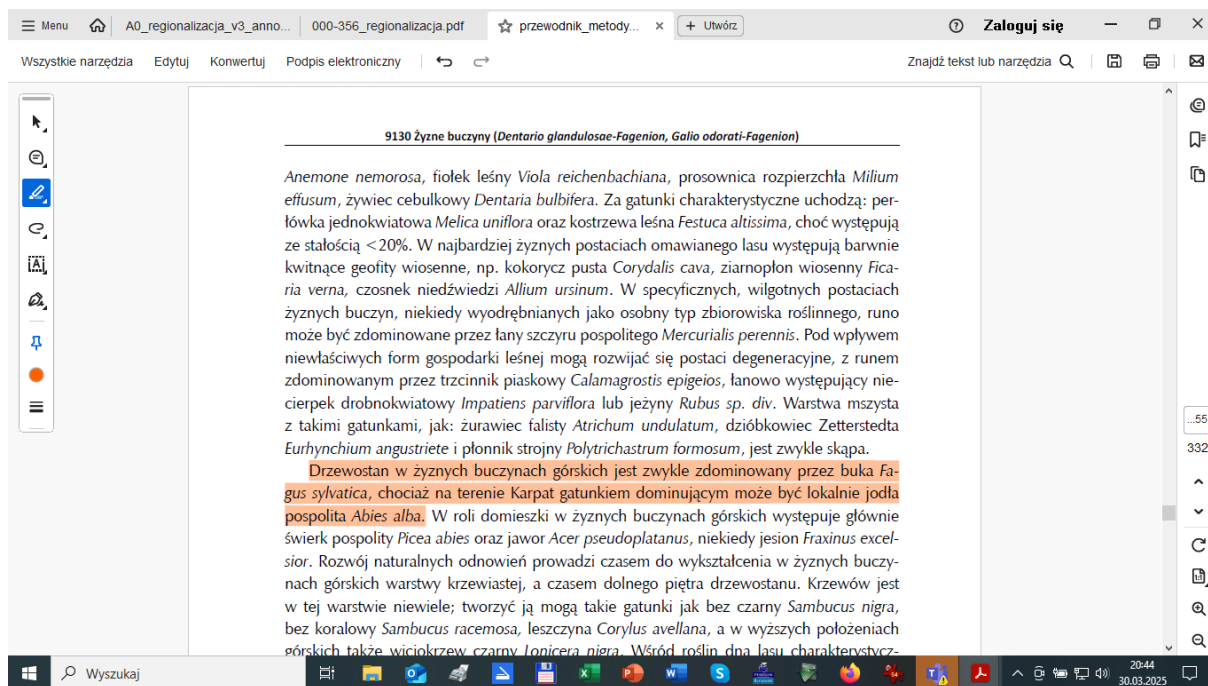 Menu A0_regionalizacja_v3_anno... 000-356_regionalizacja.pdf przewodnik_metody... × + Utwórz Zaloguj się
Wszystkie narzędzia Edytuj Konwertuj Podpis elektroniczny Znajdź tekst lub narzędzia
9130 Żyzne buczyny (Dentario glandulosae-Fagenion, Galio odorati-Fagenion)
Anemone nemorosa, fiołek leśny Viola reichenbachiana, prosownica rozpierzchła Milium
effusum, żywiec cebulkowy Dentaria bulbifera. Za gatunki charakterystyczne uchodzą: per-
łówka jednokwiatowa Melica uniflora oraz kostrzewa leśna Festuca altissima, choć występują
ze stałością <20%. W najbardziej żyznych postaciach omawianego lasu występują barwnie
kwitnące geofity wiosenne, np. kokorycz pusta Corydalis cava, ziarnopłon wiosenny Fica-
ria verna, czosnek niedźwiedzi Allium ursinum. W specyficznych, wilgotnych postaciach
żyznych buczyn, niekiedy wyodrębnianych jako osobny typ zbiorowiska roślinnego, runo
może być zdominowane przez łany szczyru pospolitego Mercurialis perennis. Pod wpływem
niewłaściwych form gospodarki leśnej mogą rozwijać się postaci degeneracyjne, z runem
zdominowanym przez trzcinnik piaskowy Calamagrostis epigeios, łanowo występujący nie-
cierpek drobnokwiatowy Impatiens parviflora lub jeżyny Rubus sp. div. Warstwa mszysta
z takimi gatunkami, jak: żurawiec falisty Atrichum undulatum, dzióbkowiec Zetterstedta
Eurhynchium angustriete i płonnik strojny Polytrichastrum formosum, jest zwykle skąpa.
Drzewostan w żyznych buczynach górskich jest zwykle zdominowany przez buka Fa-
gus sylvatica, chociaż na terenie Karpat gatunkiem dominującym może być lokalnie jodła
pospolita Abies alba. W roli domieszki w żyznych buczynach górskich występuje głównie
świerk pospolity Picea abies oraz jawor Acer pseudoplatanus, niekiedy jesion Fraxinus excel-
sior. Rozwój naturalnych odnowień prowadzi czasem do wykształcenia w żyznych buczy-
nach górskich warstwy krzewiastej, a czasem dolnego piętra drzewostanu. Krzewów jest
w tej warstwie niewiele; tworzyć ją mogą takie gatunki jak bez czarny Sambucus nigra,
bez koralowy Sambucus racemosa, leszczyna Corylus avellana, a w wyższych położeniach
górskich także wiciokrzew czarny Lonicera nigra. Wśród roślin dna lasu charakterystycz-
...55
332
Wyszukaj
20:44
30.03.2025